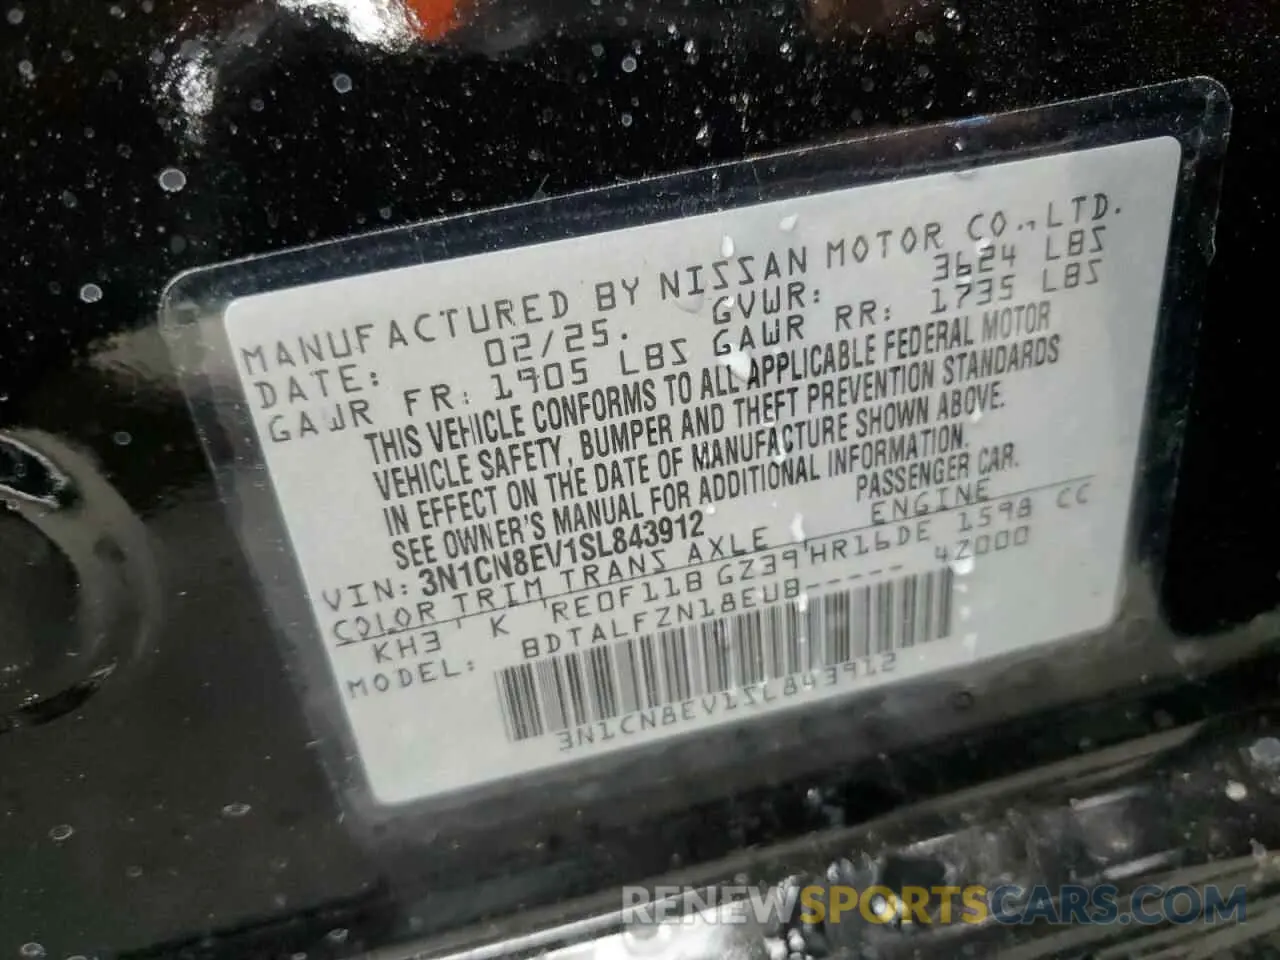 MANUFACTURED BY NISSAN MOTOR CO., LTD.
DATE: 02/25. GVWR: 3624 LBS
GAWR FR: 1905 LBS GAWR RR: 1735 LBS
THIS VEHICLE CONFORMS TO ALL APPLICABLE FEDERAL MOTOR
VEHICLE SAFETY, BUMPER AND THEFT PREVENTION STANDARDS
IN EFFECT ON THE DATE OF MANUFACTURE SHOWN ABOVE.
SEE OWNER'S MANUAL FOR ADDITIONAL INFORMATION.
VIN: 3N1CN8EV1SL843912 PASSENGER CAR.
COLOR TRIM TRANS AXLE ENGINE
KH3 K RE0F11B GZ39 HR16DE 1598 CC
MODEL: BDTALFZN18EUB----- 4Z000
3N1CN8EV1SL843912
RENEWSPORTSCARS.COM